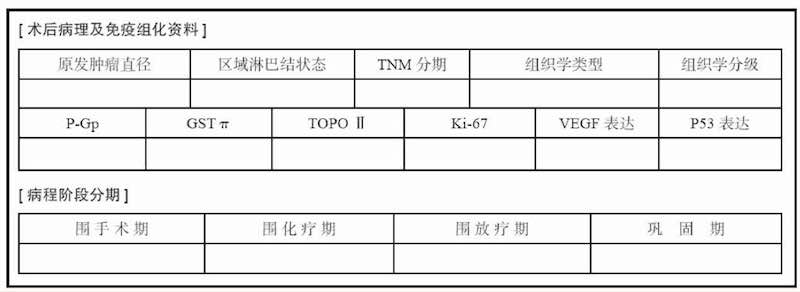 [ 术后病理及免疫组化资料 ]
原发肿瘤直径 区域淋巴结状态 TNM 分期 组织学类型 组织学分级
P-Gp GST π TOPO Ⅱ Ki-67 VEGF 表达 P53 表达
[ 病程阶段分期 ]
围手术期 围化疗期 围放疗期 巩固期